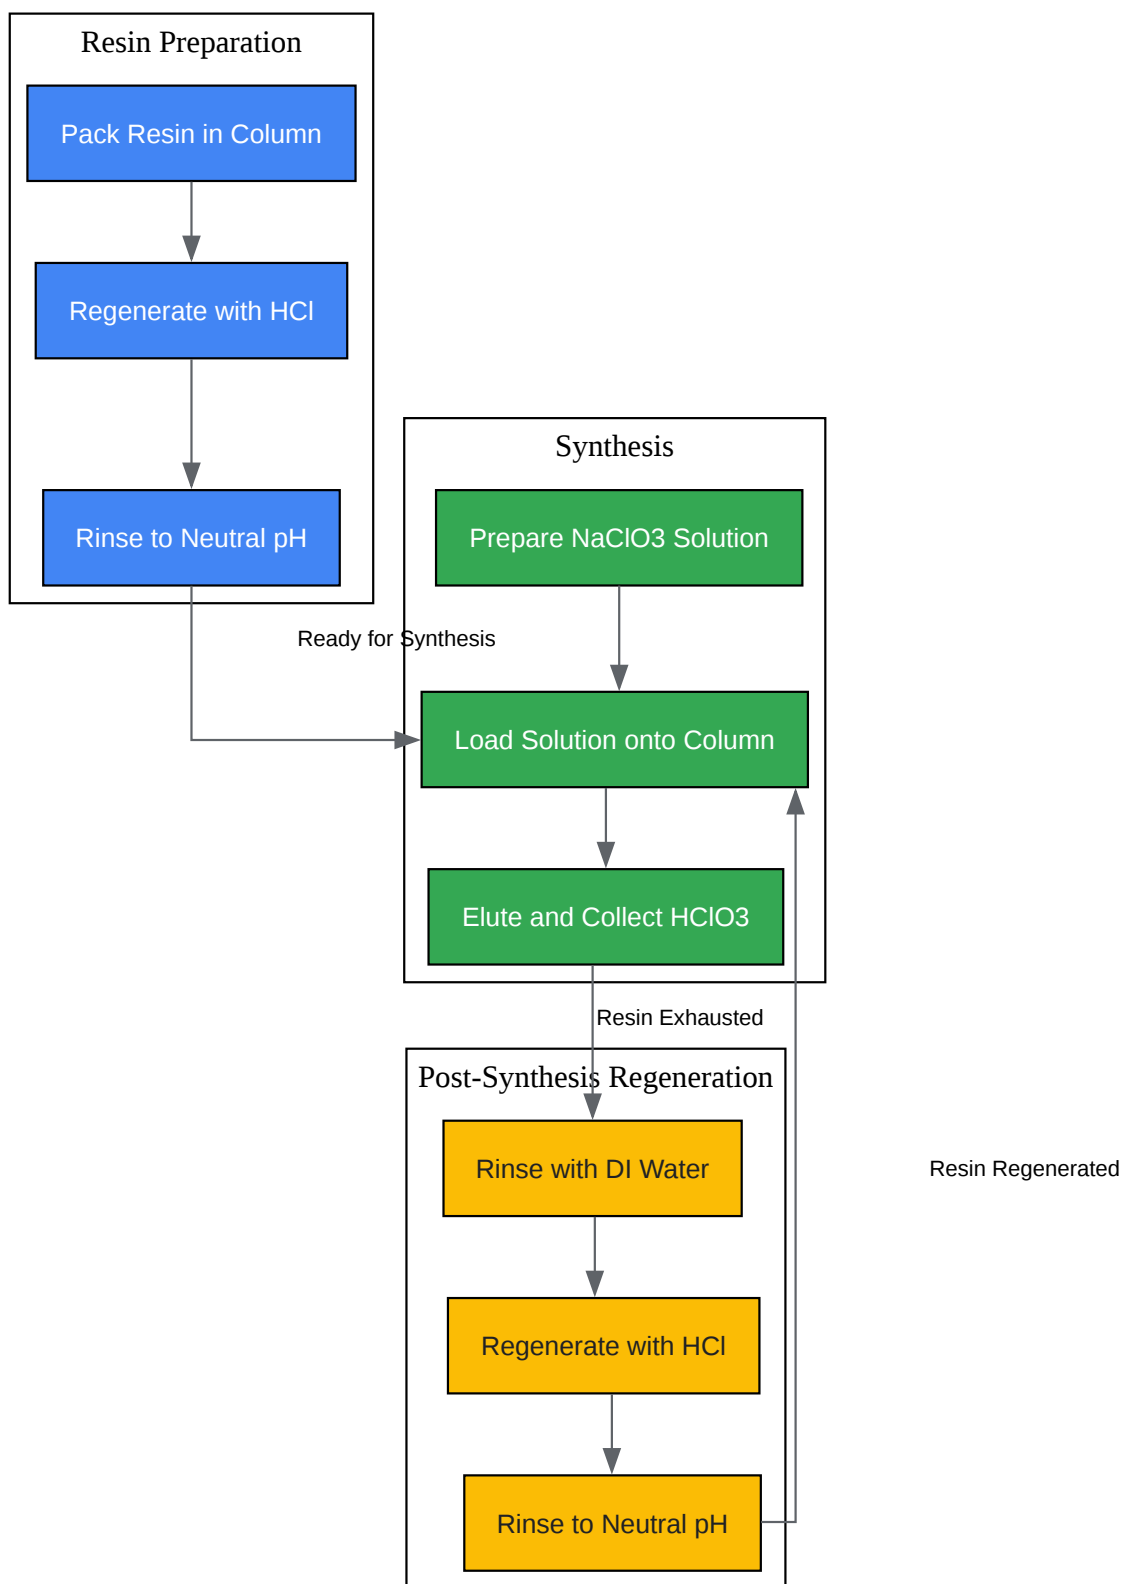 Resin Preparation
Pack Resin in Column
Regenerate with HCl
Rinse to Neutral pH
Ready for Synthesis
Synthesis
Prepare NaClO3 Solution
Load Solution onto Column
Elute and Collect HClO3
Resin Exhausted
Post-Synthesis Regeneration
Rinse with DI Water
Regenerate with HCl
Rinse to Neutral pH
Resin Regenerated